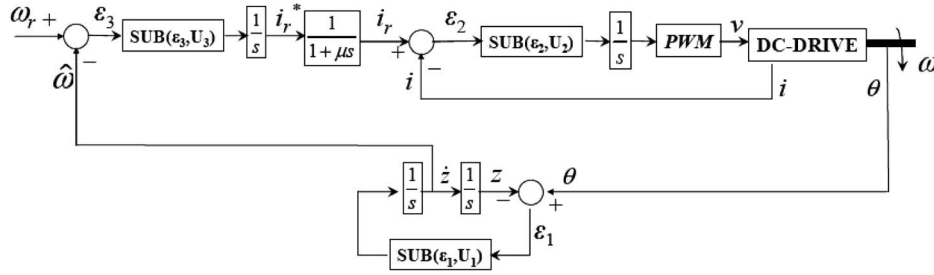 ω_r + ε_3 SUB(ε_3,U_3) 1/s i_r* 1/(1 + μs) i_r + ε_2 SUB(ε_2,U_2) 1/s PWM v DC-DRIVE ω
− ω̂ − i i θ
1/s ż 1/s z − θ +
ε_1
SUB(ε_1,U_1)